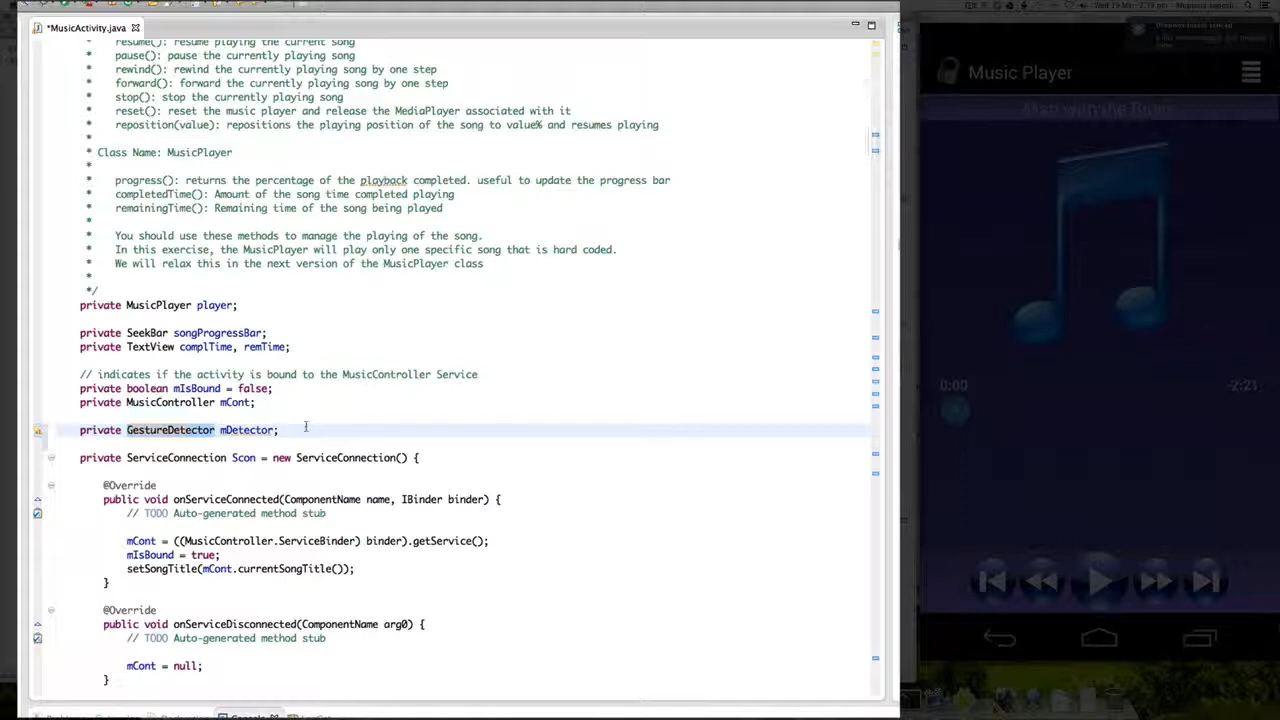 *MusicActivity.java
* resume(): resume playing the current song
* pause(): pause the currently playing song
* rewind(): rewind the currently playing song by one step
* forward(): forward the currently playing song by one step
* stop(): stop the currently playing song
* reset(): reset the music player and release the MediaPlayer associated with it
* reposition(value): repositions the playing position of the song to value% and resumes playing
*
* Class Name: MusicPlayer
*
* progress(): returns the percentage of the playback completed. useful to update the progress bar
* completedTime(): Amount of the song time completed playing
* remainingTime(): Remaining time of the song being played
*
* You should use these methods to manage the playing of the song.
* In this exercise, the MusicPlayer will play only one specific song that is hard coded.
* We will relax this in the next version of the MusicPlayer class
*
*/
private MusicPlayer player;
private SeekBar songProgressBar;
private TextView complTime, remTime;
// indicates if the activity is bound to the MusicController Service
private boolean mIsBound = false;
private MusicController mCont;
private GestureDetector mDetector;
private ServiceConnection Scon = new ServiceConnection() {
@Override
public void onServiceConnected(ComponentName name, IBinder binder) {
// TODO Auto-generated method stub
mCont = ((MusicController.ServiceBinder) binder).getService();
mIsBound = true;
setSongTitle(mCont.currentSongTitle());
}
@Override
public void onServiceDisconnected(ComponentName arg0) {
// TODO Auto-generated method stub
mCont = null;
}
Music Player
0:00
-2:21